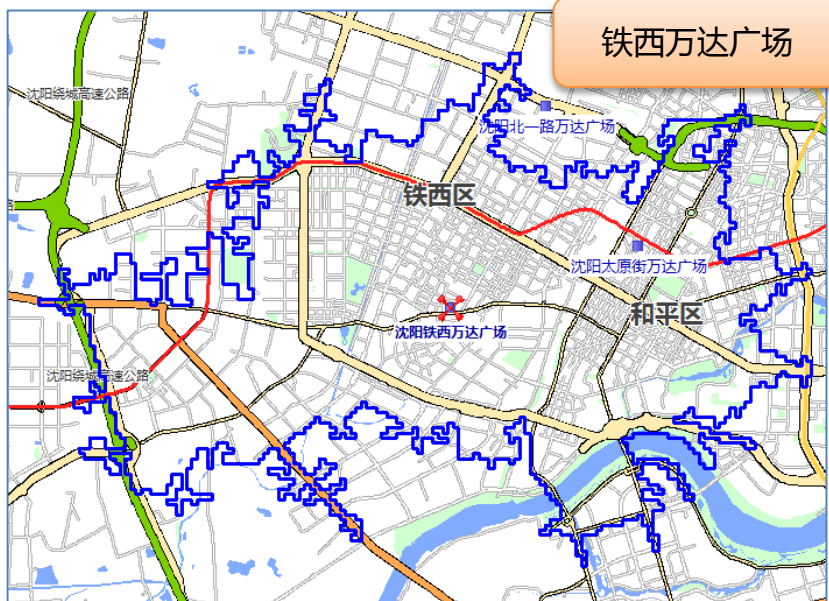 铁西万达广场
沈阳绕城高速公路
沈阳北一路万达广场
铁西区
沈阳太原街万达广场
和平区
沈阳铁西万达广场
沈阳绕城高速公路